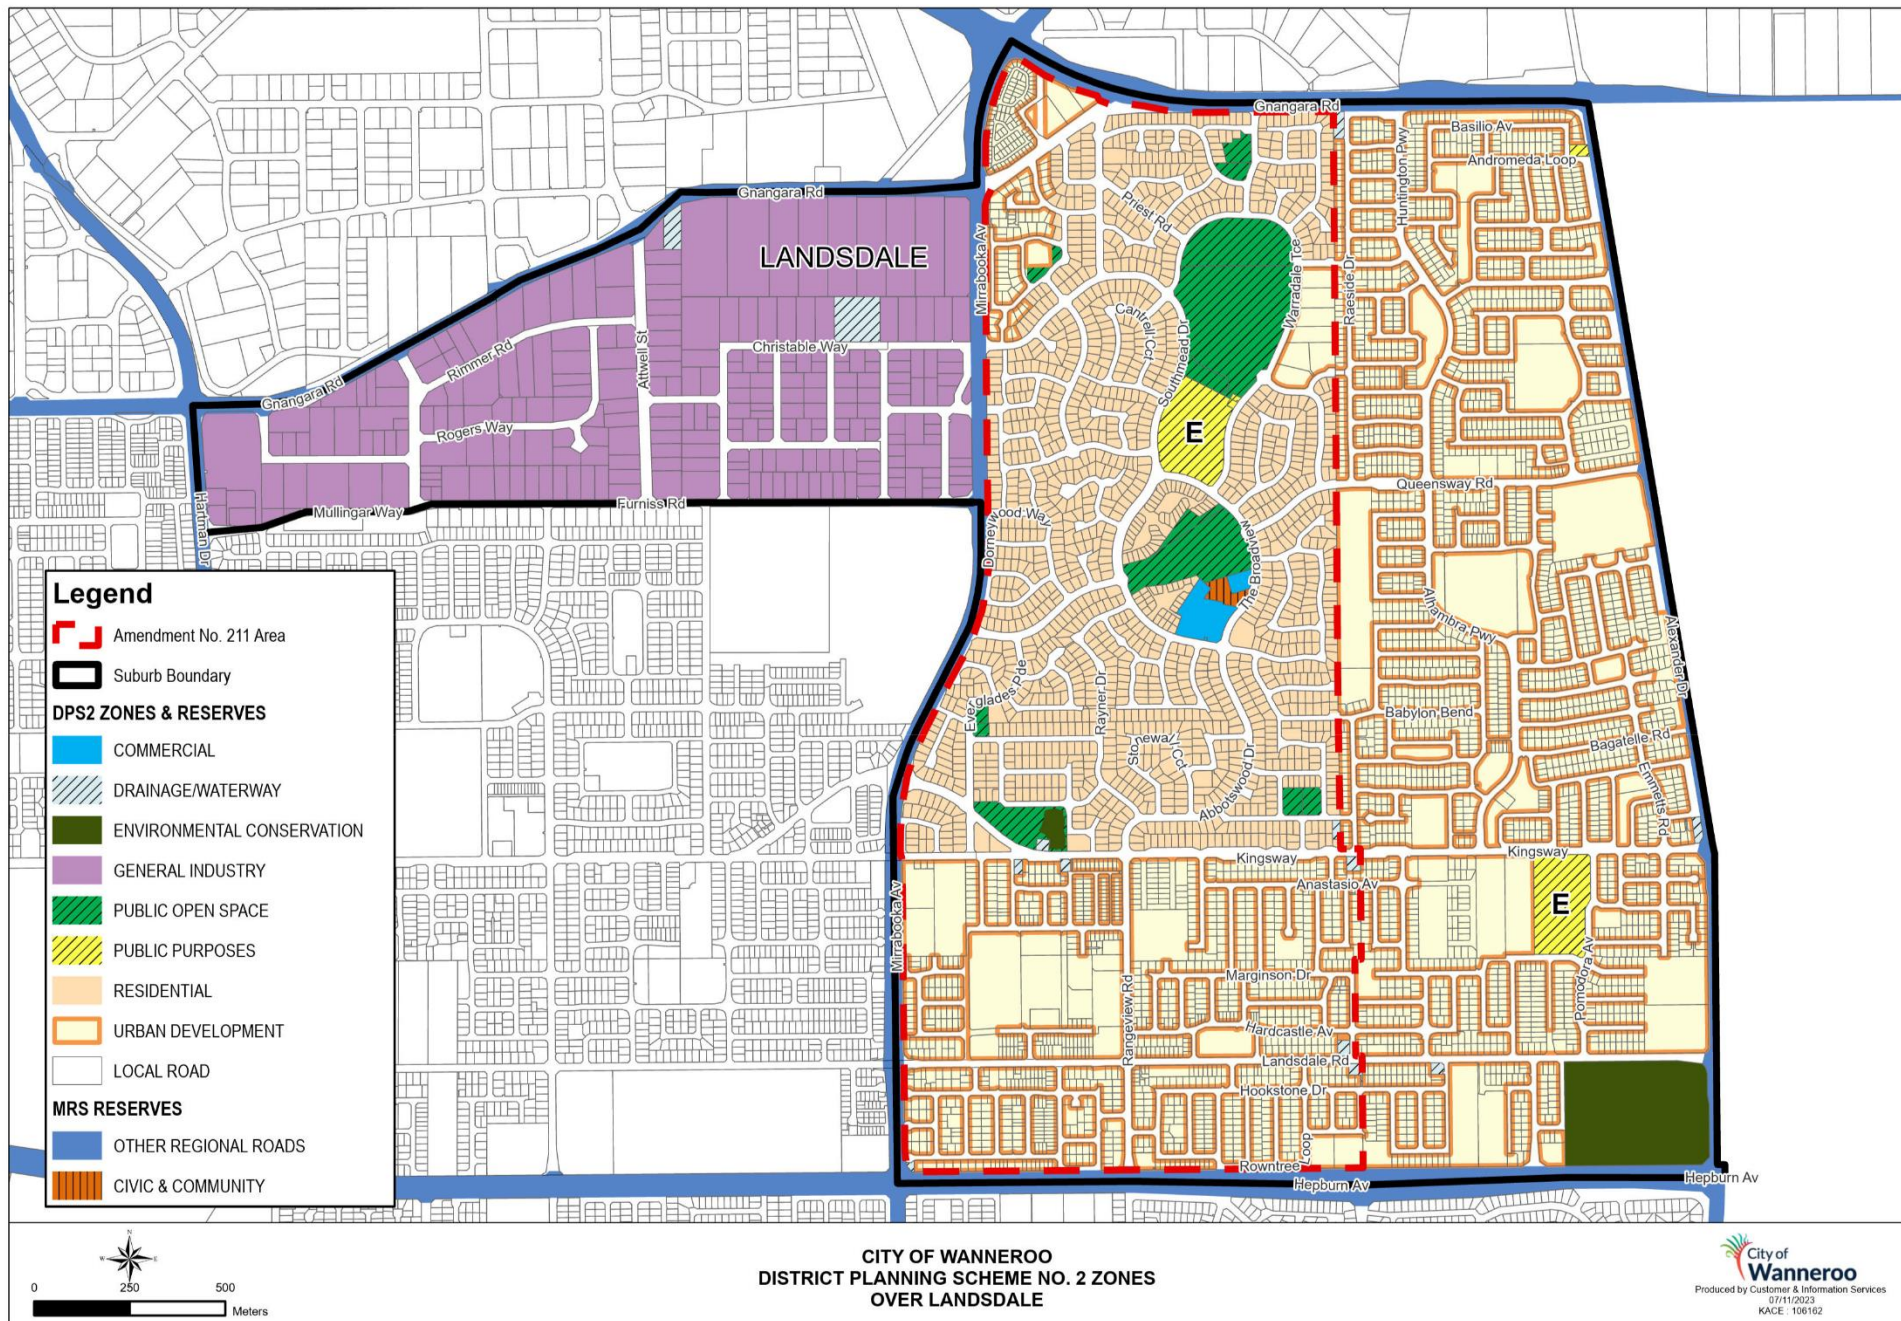 Gnangara Rd
Basilio Av
Andromeda Loop
Huntington Pwy
Gnangara Rd
Priest Rd
LANDSDALE
Mirrabooka Av
Warradale Tce
Raeside Dr
Cantrell Cct
Southmead Dr
Christable Way
Rimmer Rd
Attwell St
Gnangara Rd
Rogers Way
E
Queensway Rd
Hartman Dr
Mullingar Way
Furniss Rd
Dorneywood Way
The Broadview
Alhambra Pwy
Alexander Dr
Everglades Pde
Rayner Dr
Babylon Bend
Stonewall Cct
Bagatelle Rd
Abbotswood Dr
Emmetts Rd
Kingsway
Kingsway
Anastasio Av
Mirrabooka Av
E
Marginson Dr
Pomodora Av
Rangeview Rd
Hardcastle Av
Landsdale Rd
Hookstone Dr
Rowntree Loop
Hepburn Av
Hepburn Av
Legend
Amendment No. 211 Area
Suburb Boundary
DPS2 ZONES & RESERVES
COMMERCIAL
DRAINAGE/WATERWAY
ENVIRONMENTAL CONSERVATION
GENERAL INDUSTRY
PUBLIC OPEN SPACE
PUBLIC PURPOSES
RESIDENTIAL
URBAN DEVELOPMENT
LOCAL ROAD
MRS RESERVES
OTHER REGIONAL ROADS
CIVIC & COMMUNITY
N
W E
S
0 250 500
Meters
CITY OF WANNEROO
DISTRICT PLANNING SCHEME NO. 2 ZONES
OVER LANDSDALE
City of
Wanneroo
Produced by Customer & Information Services
07/11/2023
KACE : 106162